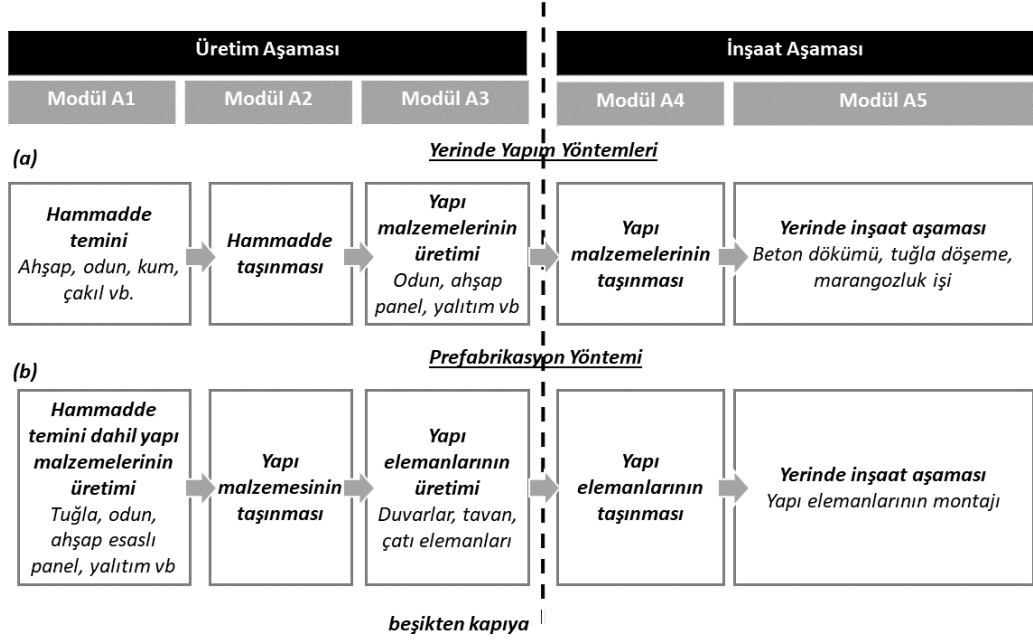 Üretim Aşaması
İnşaat Aşaması
Modül A1
Modül A2
Modül A3
Modül A4
Modül A5
(a)
Yerinde Yapım Yöntemleri
Hammadde
temini
Ahşap, odun, kum,
çakıl vb.
Hammadde
taşınması
Yapı
malzemelerinin
üretimi
Odun, ahşap
panel, yalıtım vb
Yapı
malzemelerinin
taşınması
Yerinde inşaat aşaması
Beton dökümü, tuğla döşeme,
marangozluk işi
(b)
Prefabrikasyon Yöntemi
Hammadde
temini dahil yapı
malzemelerinin
üretimi
Tuğla, odun,
ahşap esaslı
panel, yalıtım vb
Yapı
malzemesinin
taşınması
Yapı
elemanlarının
üretimi
Duvarlar, tavan,
çatı elemanları
Yapı
elemanlarının
taşınması
Yerinde inşaat aşaması
Yapı elemanlarının montajı
beşikten kapıya